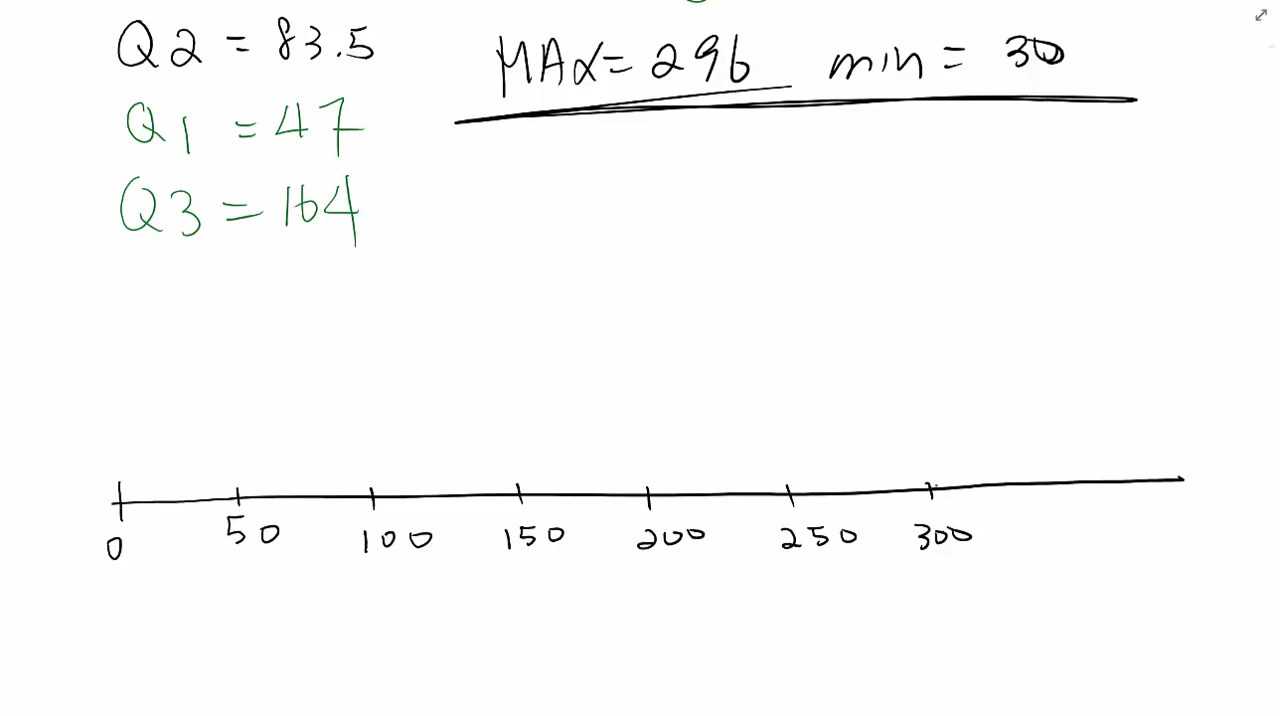 Q2 = 83.5
MAx= 296 min = 30
Q1 = 47
Q3 = 164
0 50 100 150 200 250 300